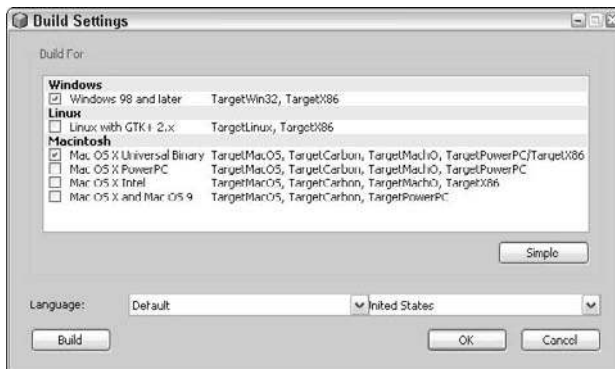 Build Settings
Build For
Windows
Windows 98 and later TargetWin32, TargetX86
Linux
Linux with GTK+ 2.x TargetLinux, TargetX86
Macintosh
Mac OS X Universal Binary TargetMacOS, TargetCarbon, TargetMachO, TargetPowerPC/TargetX86
Mac OS X PowerPC TargetMacOS, TargetCarbon, TargetMachO, TargetPowerPC
Mac OS X Intel TargetMacOS, TargetCarbon, TargetMachO, TargetX86
Mac OS X and Mac OS 9 TargetMacOS, TargetCarbon, TargetPowerPC
Simple
Language: Default nited States
Build OK Cancel